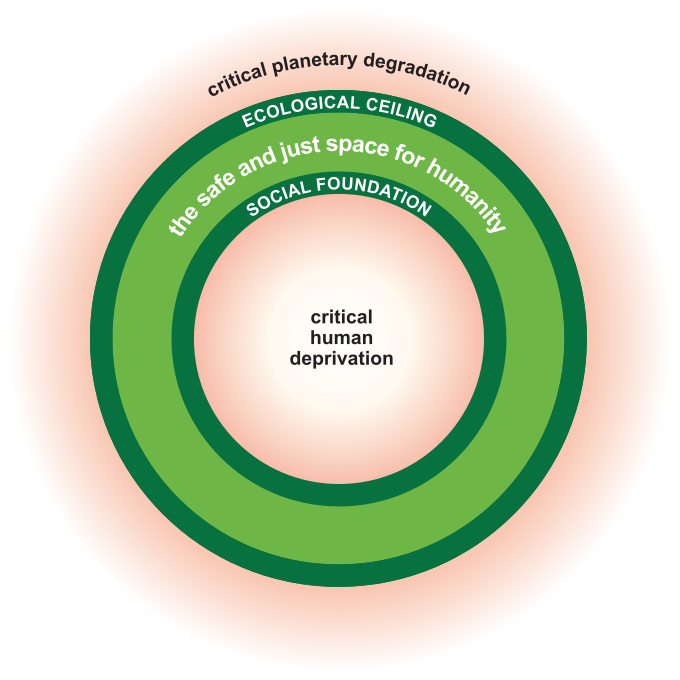 critical planetary degradation
ECOLOGICAL CEILING
the safe and just space for humanity
SOCIAL FOUNDATION
critical
human
deprivation